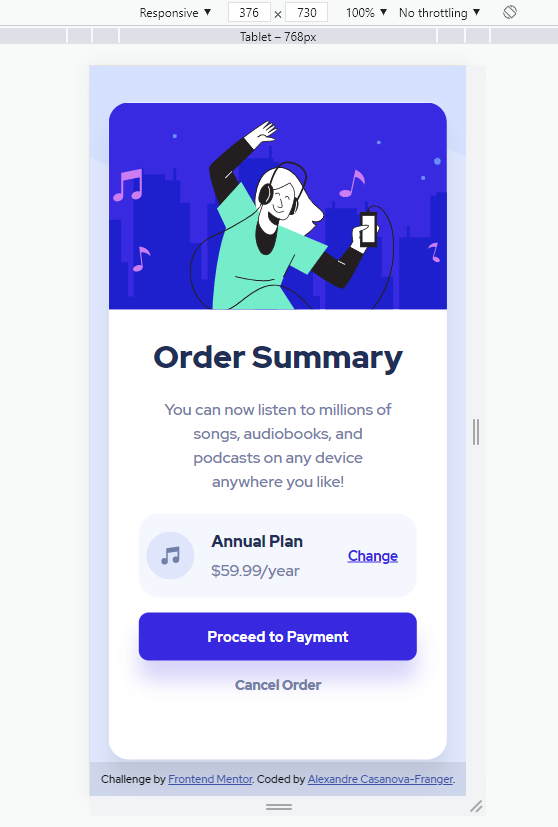 Responsive ▼ 376 × 730 100% ▼ No throttling ▼
Tablet – 768px
Order Summary
You can now listen to millions of
songs, audiobooks, and
podcasts on any device
anywhere you like!
Annual Plan
$59.99/year
Change
Proceed to Payment
Cancel Order
Challenge by Frontend Mentor. Coded by Alexandre Casanova-Franger.